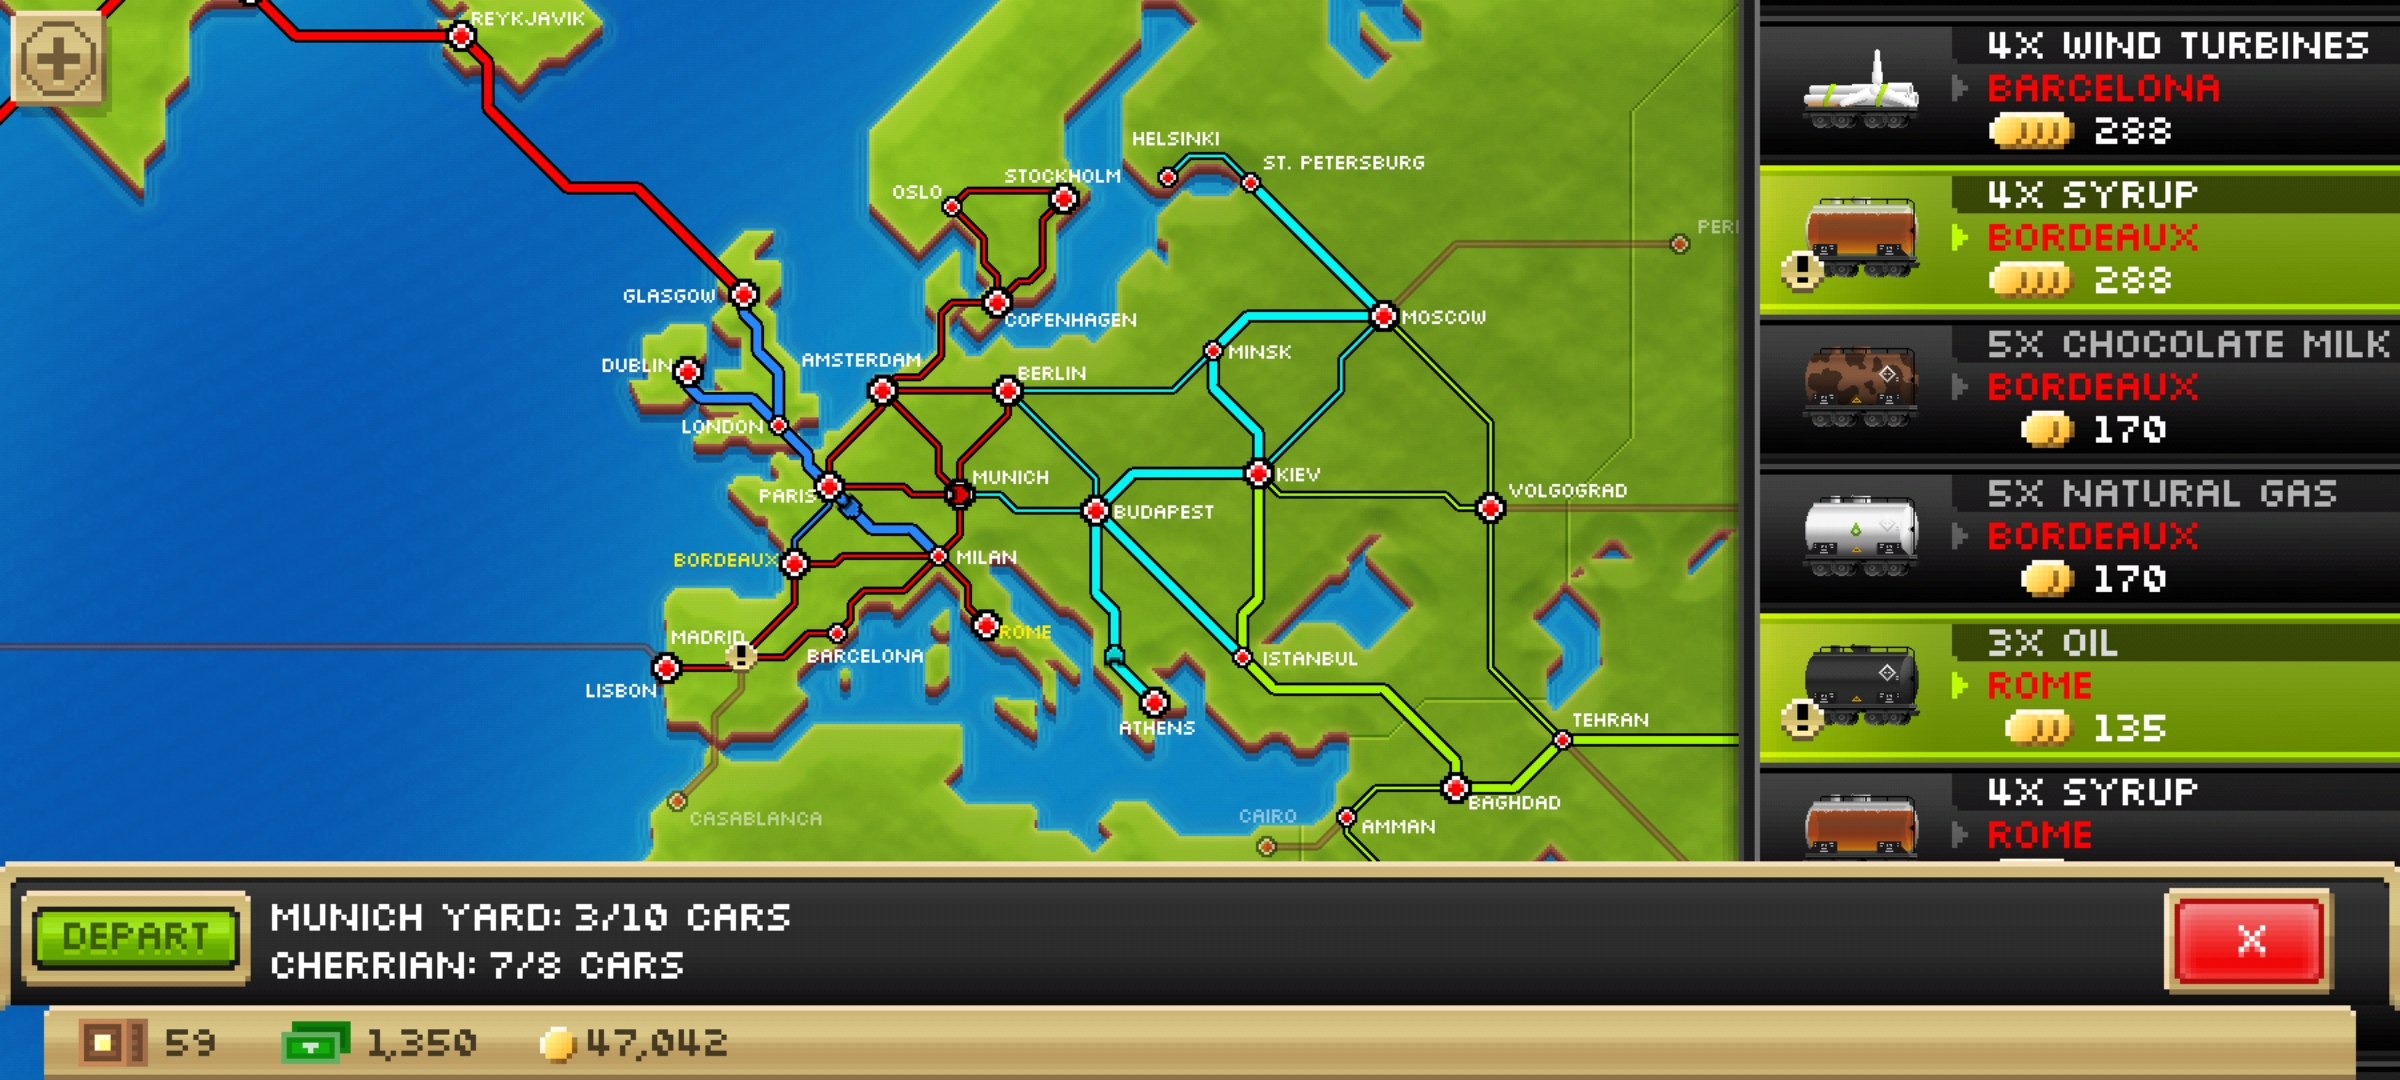 REYKJAVIK
HELSINKI
ST. PETERSBURG
STOCKHOLM
OSLO
GLASGOW
COPENHAGEN
MOSCOW
DUBLIN
AMSTERDAM
BERLIN
MINSK
LONDON
PARIS
MUNICH
KIEV
VOLGOGRAD
BUDAPEST
BORDEAUX
MILAN
MADRID
ROME
BARCELONA
ISTANBUL
LISBON
ATHENS
TEHRAN
CASABLANCA
CAIRO
BAGHDAD
AMMAN
PER
4X WIND TURBINES
BARCELONA
288
4X SYRUP
BORDEAUX
288
5X CHOCOLATE MILK
BORDEAUX
170
5X NATURAL GAS
BORDEAUX
170
3X OIL
ROME
135
4X SYRUP
ROME
DEPART
MUNICH YARD: 3/10 CARS
CHERRIAN: 7/8 CARS
X
59
1,350
47,042